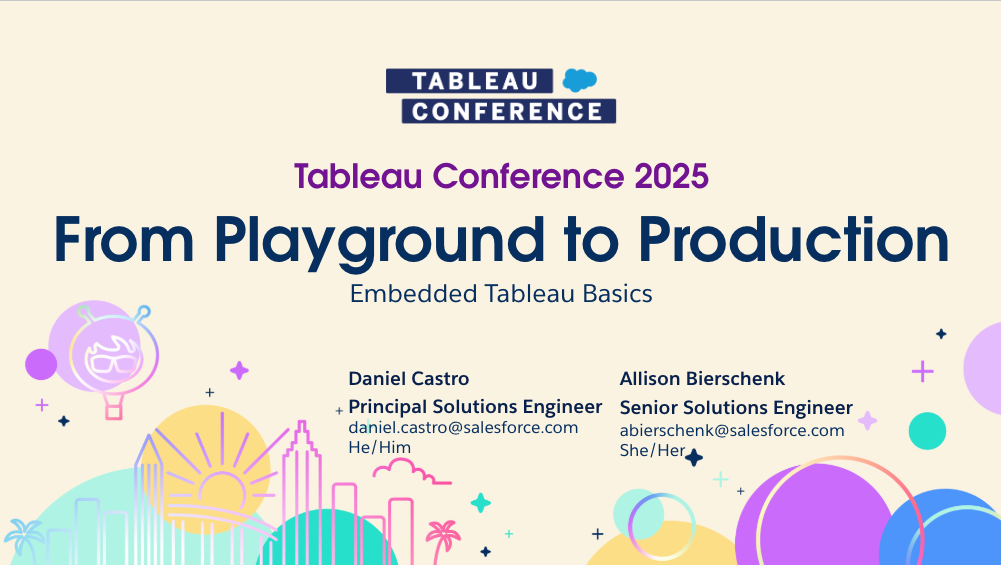 TABLEAU
CONFERENCE
Tableau Conference 2025
From Playground to Production
Embedded Tableau Basics
Daniel Castro
Principal Solutions Engineer
daniel.castro@salesforce.com
He/Him
Allison Bierschenk
Senior Solutions Engineer
abierschenk@salesforce.com
She/Her